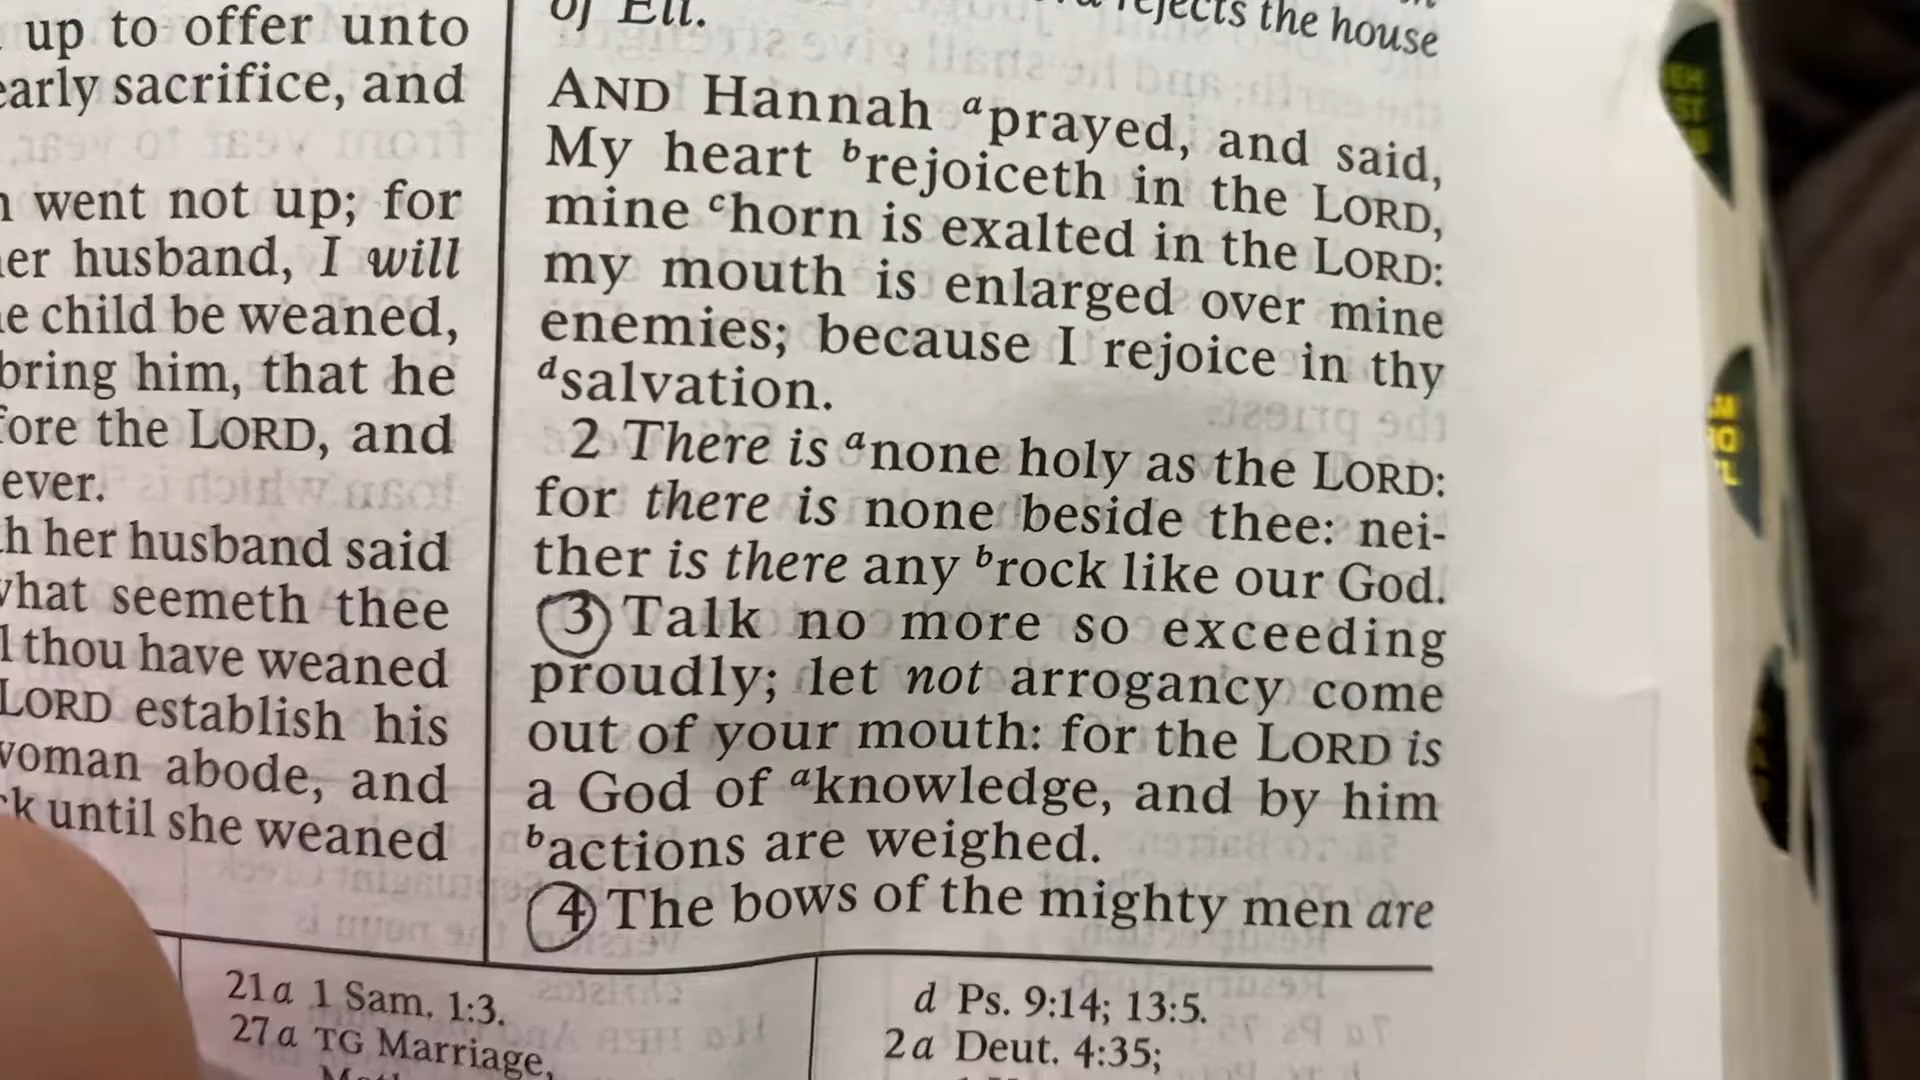 up to offer unto
early sacrifice, and
went not up; for
her husband, I will
e child be weaned,
bring him, that he
fore the LORD, and
ever.
h her husband said
what seemeth thee
thou have weaned
LORD establish his
woman abode, and
k until she weaned
21a 1 Sam. 1:3.
27a TG Marriage,
of Eli.
rejects the house
AND Hannah aprayed, and said,
My heart brejoiceth in the LORD,
mine chorn is exalted in the LORD:
my mouth is enlarged over mine
enemies; because I rejoice in thy
dsalvation.
2 There is anone holy as the LORD:
for there is none beside thee: nei-
ther is there any brock like our God.
3 Talk no more so exceeding
proudly; let not arrogancy come
out of your mouth: for the LORD is
a God of aknowledge, and by him
bactions are weighed.
4 The bows of the mighty men are
d Ps. 9:14; 13:5.
2a Deut. 4:35;